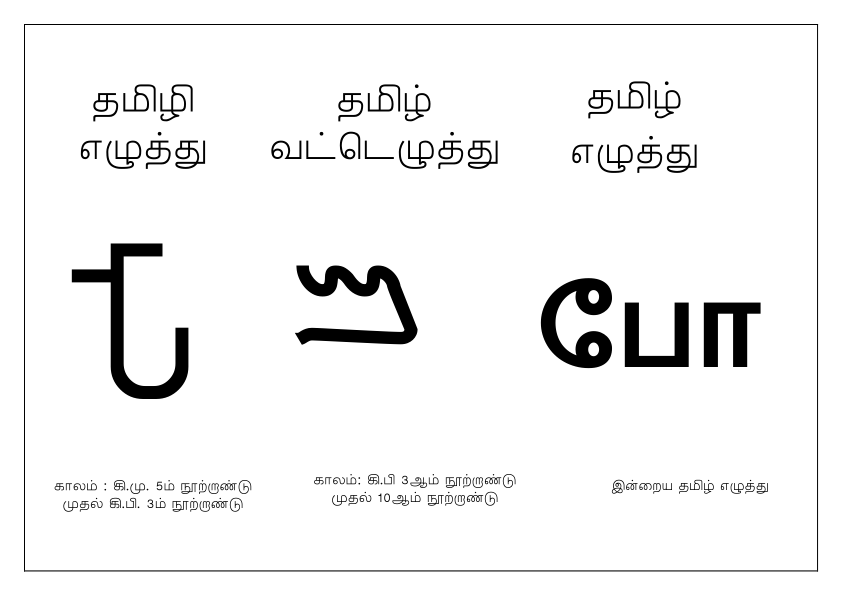 தமிழி
எழுத்து
தமிழ்
வட்டெழுத்து
தமிழ்
எழுத்து
போ
காலம் : கி.மு. 5ம் நூற்றாண்டு
முதல் கி.பி. 3ம் நூற்றாண்டு
காலம்: கி.பி 3ஆம் நூற்றாண்டு
முதல் 10ஆம் நூற்றாண்டு
இன்றைய தமிழ் எழுத்து